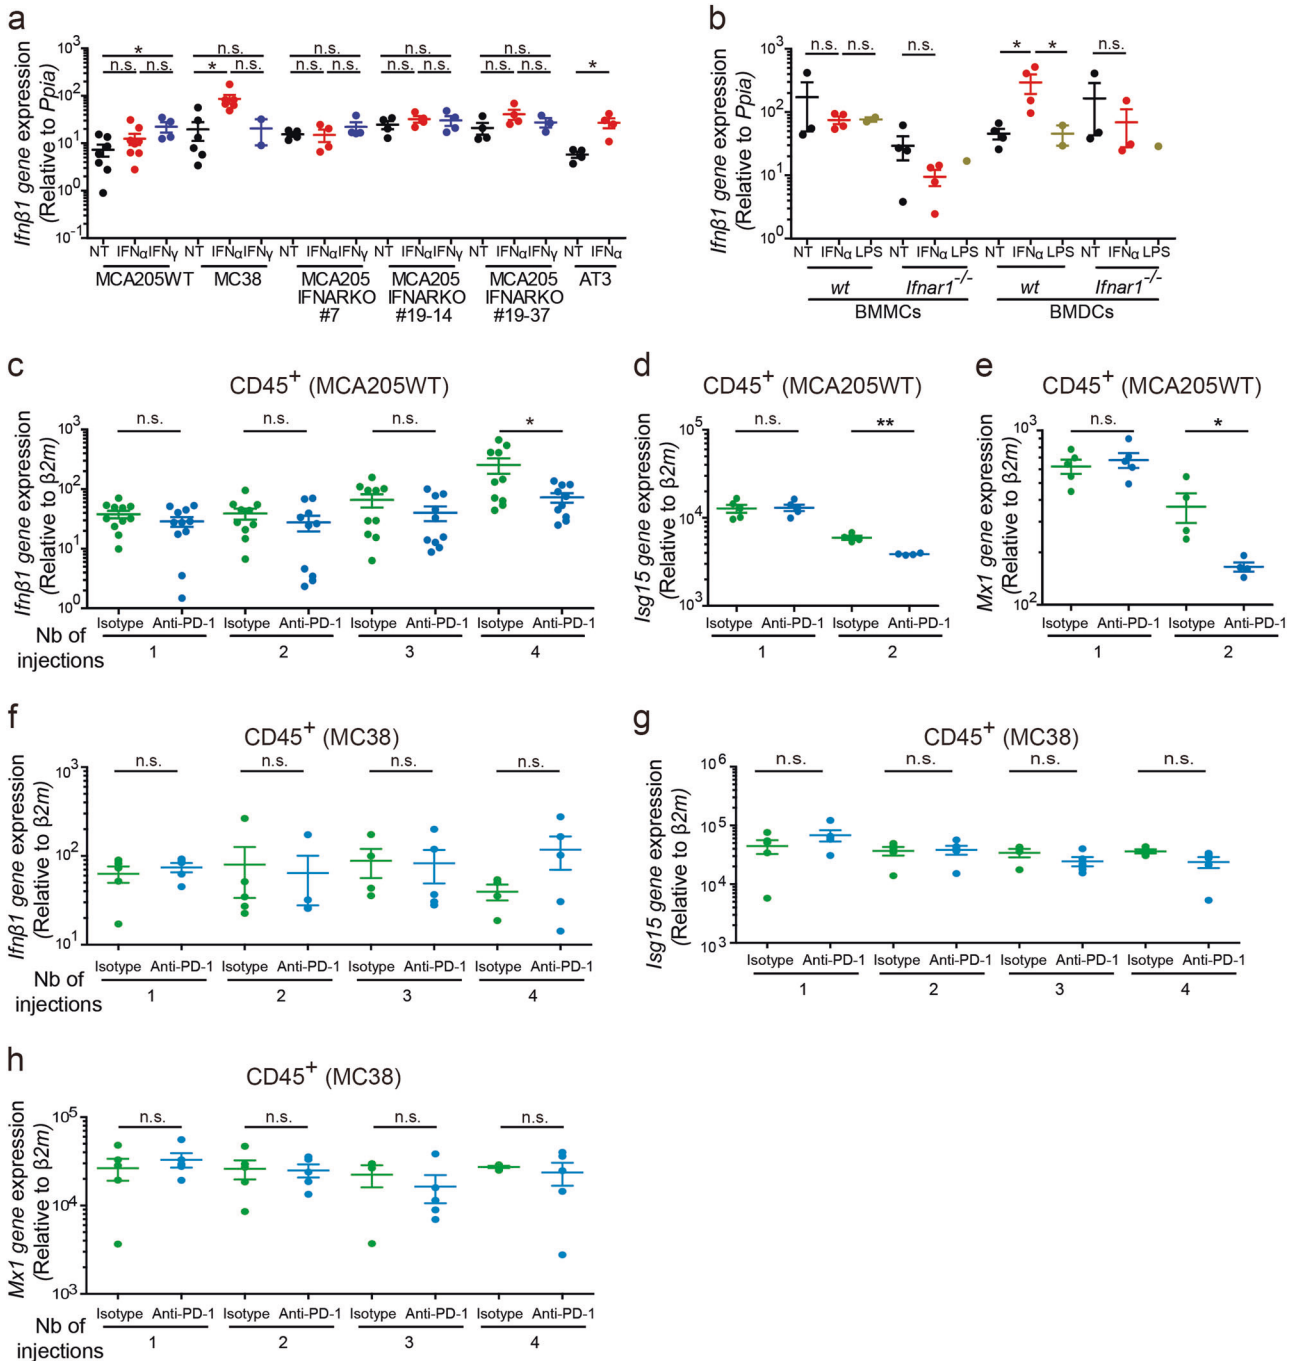 a
Ifnβ1 gene expression
(Relative to Ppia)
10³
10²
10¹
10⁰
10⁻¹
n.s. n.s. n.s. n.s.
* n.s. n.s. n.s. * n.s. n.s. n.s. n.s. n.s. n.s. n.s. *
NT IFNα IFNγ NT IFNα IFNγ NT IFNα IFNγ NT IFNα IFNγ NT IFNα IFNγ NT IFNα
MCA205WT MC38 MCA205 IFNARKO #7 MCA205 IFNARKO #19-14 MCA205 IFNARKO #19-37 AT3
b
Ifnβ1 gene expression
(Relative to Ppia)
10³
10²
10¹
10⁰
n.s. n.s. n.s. * * n.s.
NT IFNα LPS NT IFNα LPS NT IFNα LPS NT IFNα LPS
wt Ifnar1⁻/⁻ wt Ifnar1⁻/⁻
BMMCs BMDCs
c
CD45⁺ (MCA205WT)
Ifnβ1 gene expression
(Relative to β2m)
10³
10²
10¹
10⁰
n.s. n.s. n.s. *
Isotype Anti-PD-1 Isotype Anti-PD-1 Isotype Anti-PD-1 Isotype Anti-PD-1
Nb of
injections
1 2 3 4
d
CD45⁺ (MCA205WT)
Isg15 gene expression
(Relative to β2m)
10⁵
10⁴
10³
n.s. **
Isotype Anti-PD-1 Isotype Anti-PD-1
1 2
e
CD45⁺ (MCA205WT)
Mx1 gene expression
(Relative to β2m)
10³
10²
n.s. *
Isotype Anti-PD-1 Isotype Anti-PD-1
1 2
f
CD45⁺ (MC38)
Ifnβ1 gene expression
(Relative to β2m)
10³
10²
10¹
n.s. n.s. n.s. n.s.
Isotype Anti-PD-1 Isotype Anti-PD-1 Isotype Anti-PD-1 Isotype Anti-PD-1
Nb of
injections
1 2 3 4
g
CD45⁺ (MC38)
Isg15 gene expression
(Relative to β2m)
10⁶
10⁵
10⁴
10³
n.s. n.s. n.s. n.s.
Isotype Anti-PD-1 Isotype Anti-PD-1 Isotype Anti-PD-1 Isotype Anti-PD-1
1 2 3 4
h
CD45⁺ (MC38)
Mx1 gene expression
(Relative to β2m)
10⁵
10⁴
10³
n.s. n.s. n.s. n.s.
Isotype Anti-PD-1 Isotype Anti-PD-1 Isotype Anti-PD-1 Isotype Anti-PD-1
Nb of
injections
1 2 3 4